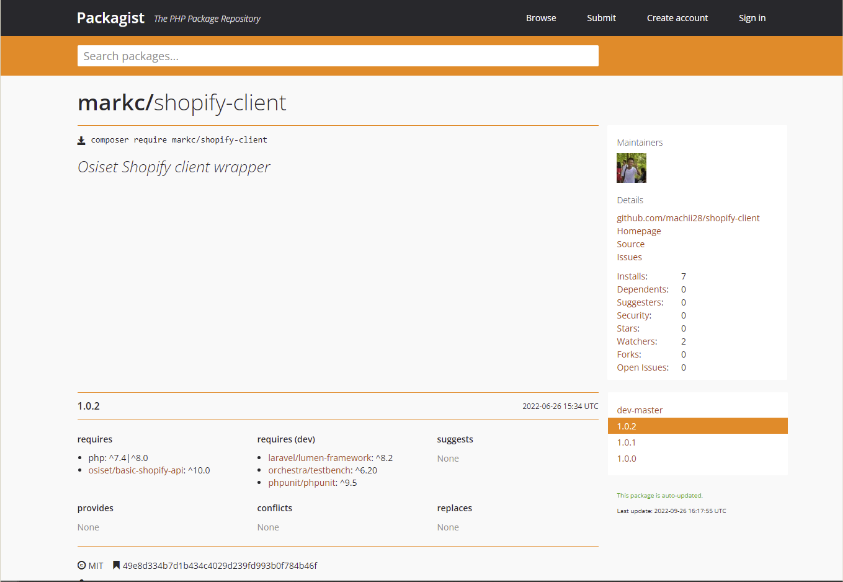 Packagist The PHP Package Repository
Browse Submit Create account Sign in
Search packages...
markc/shopify-client
composer require markc/shopify-client
Osiset Shopify client wrapper
Maintainers
Details
github.com/machli28/shopify-client
Homepage
Source
Issues
Installs: 7
Dependents: 0
Suggesters: 0
Security: 0
Stars: 0
Watchers: 2
Forks: 0
Open Issues: 0
1.0.2 2022-06-26 15:34 UTC
requires
php: ^7.4|^8.0
osiset/basic-shopify-api: ^10.0
requires (dev)
laravel/lumen-framework: ^8.2
orchestra/testbench: ^6.20
phpunit/phpunit: ^9.5
suggests
None
provides
None
conflicts
None
replaces
None
dev-master
1.0.2
1.0.1
1.0.0
This package is auto-updated.
Last update: 2022-09-26 16:17:55 UTC
MIT 49e8d334b7d1b434c4029d239fd993b0f784b46f